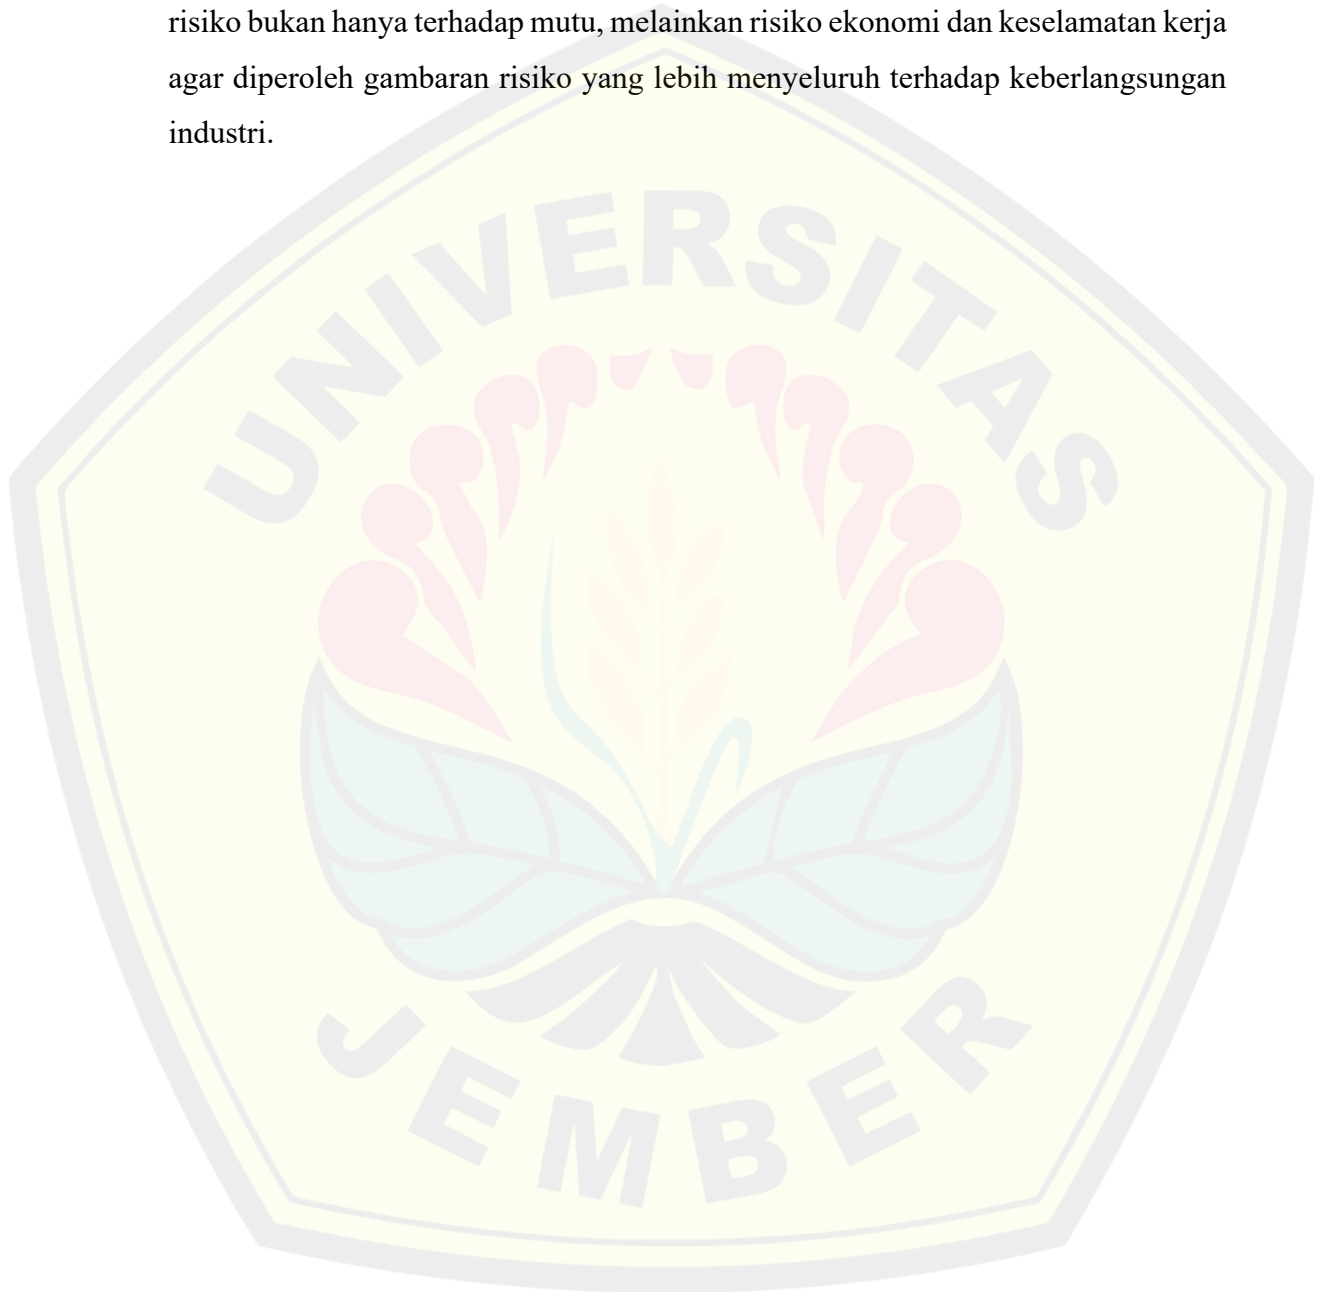 risiko bukan hanya terhadap mutu, melainkan risiko ekonomi dan keselamatan kerja
agar diperoleh gambaran risiko yang lebih menyeluruh terhadap keberlangsungan
industri.
UNIVERSITAS
JEMBER